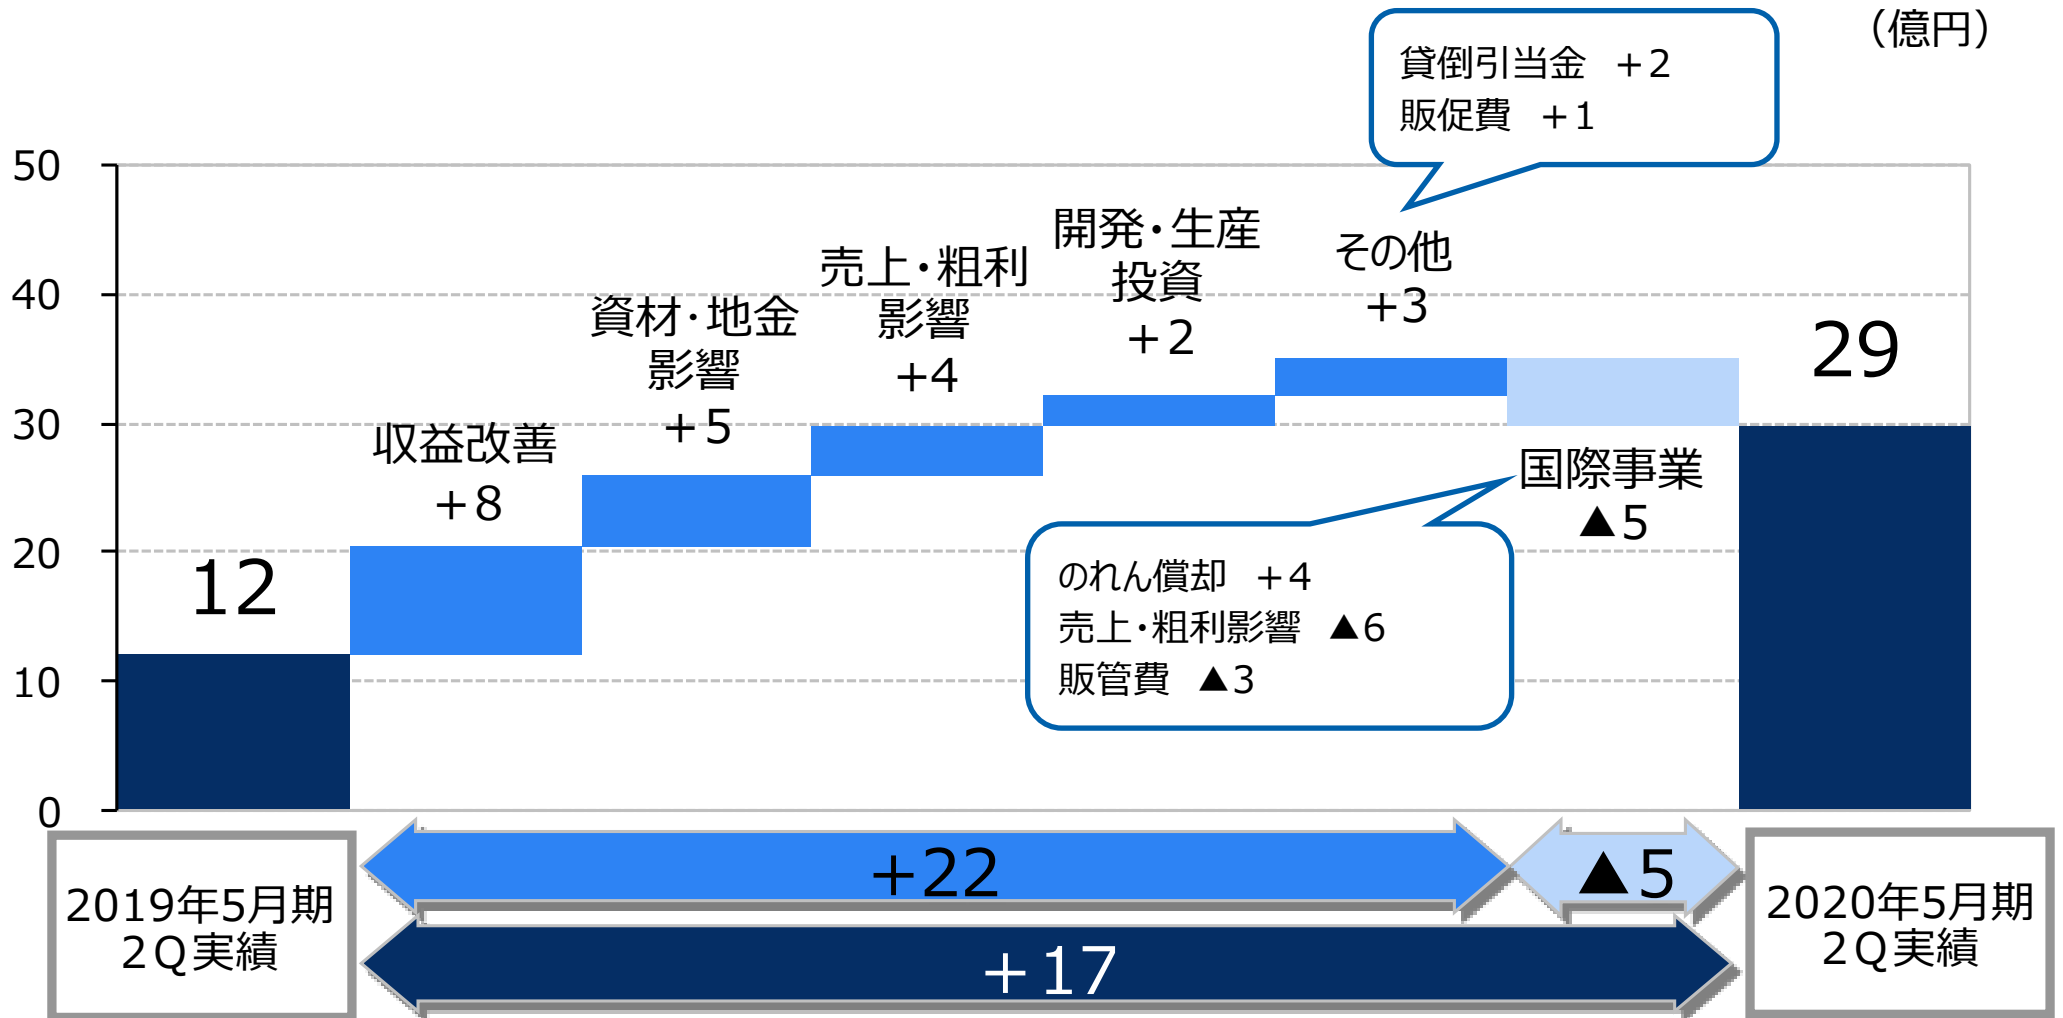 （億円）
貸倒引当金 +2
販促費 +1
50
40
30
20
10
0
12
収益改善
+8
資材･地金
影響
+5
売上･粗利
影響
+4
開発･生産
投資
+2
その他
+3
国際事業
▲5
のれん償却 +4
売上･粗利影響 ▲6
販管費 ▲3
29
2019年5月期
2Q実績
+22
▲5
+17
2020年5月期
2Q実績